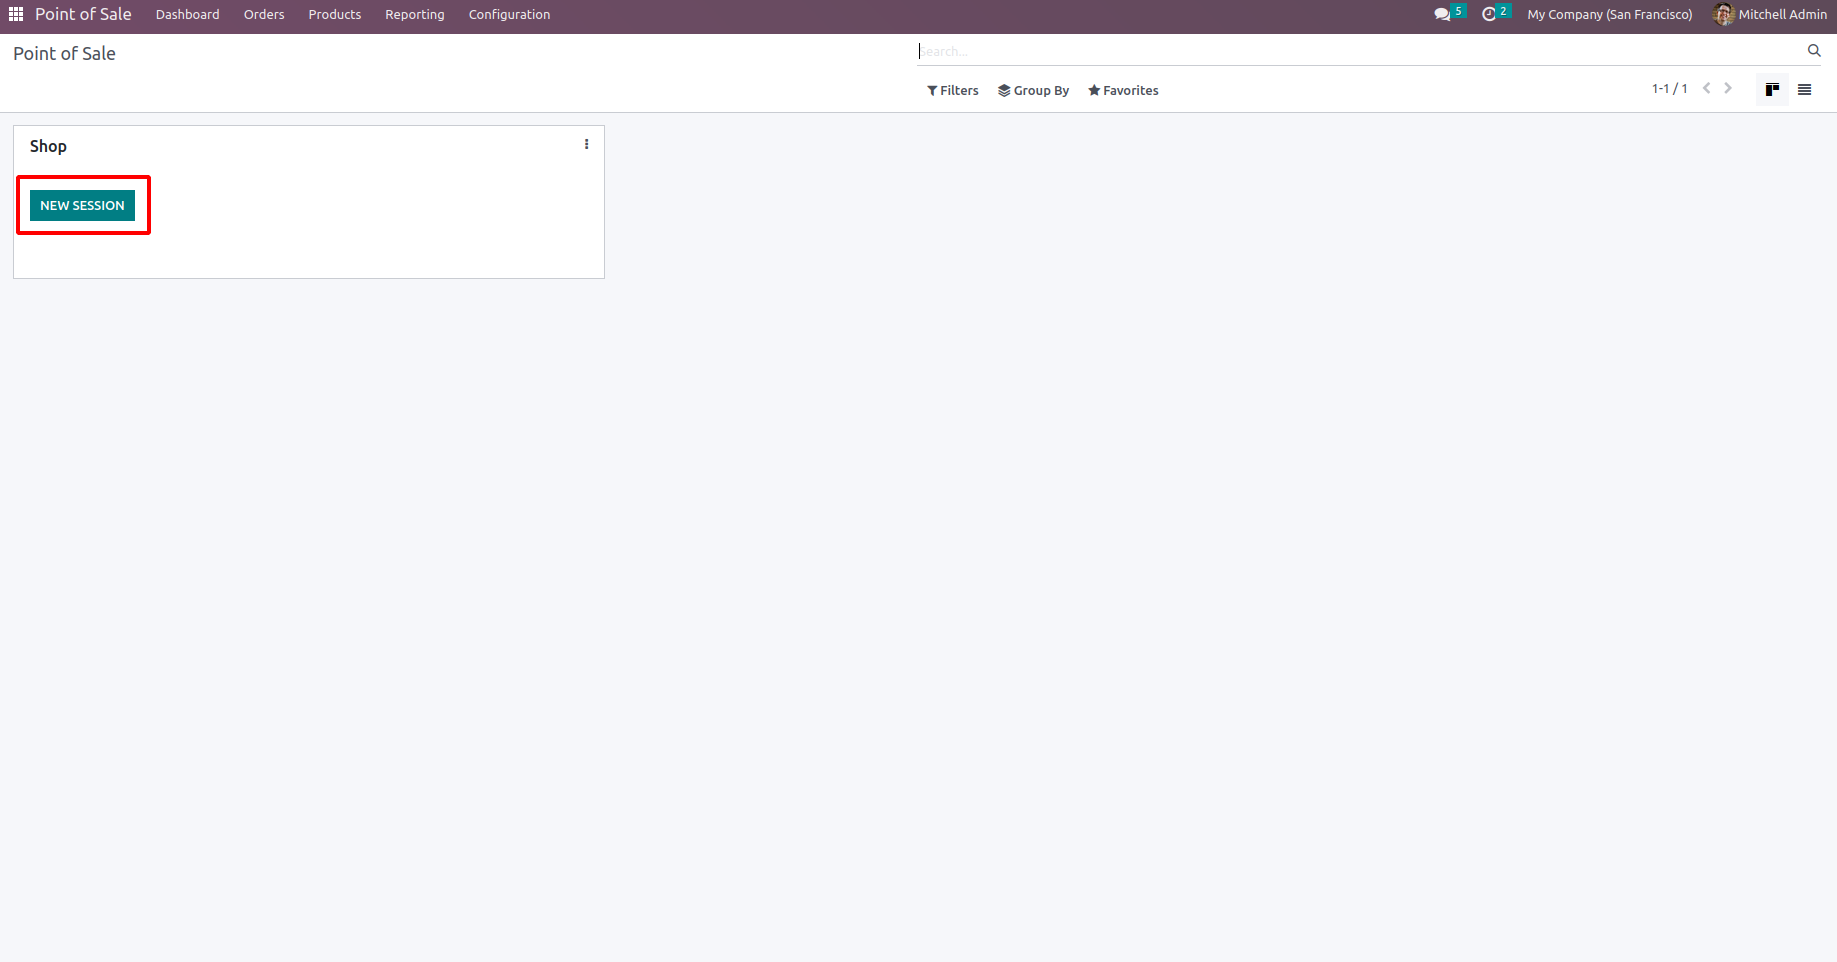 Point of Sale Dashboard Orders Products Reporting Configuration 5 2 My Company (San Francisco) Mitchell Admin
Point of Sale Search...
Filters Group By Favorites 1-1 / 1
Shop
NEW SESSION